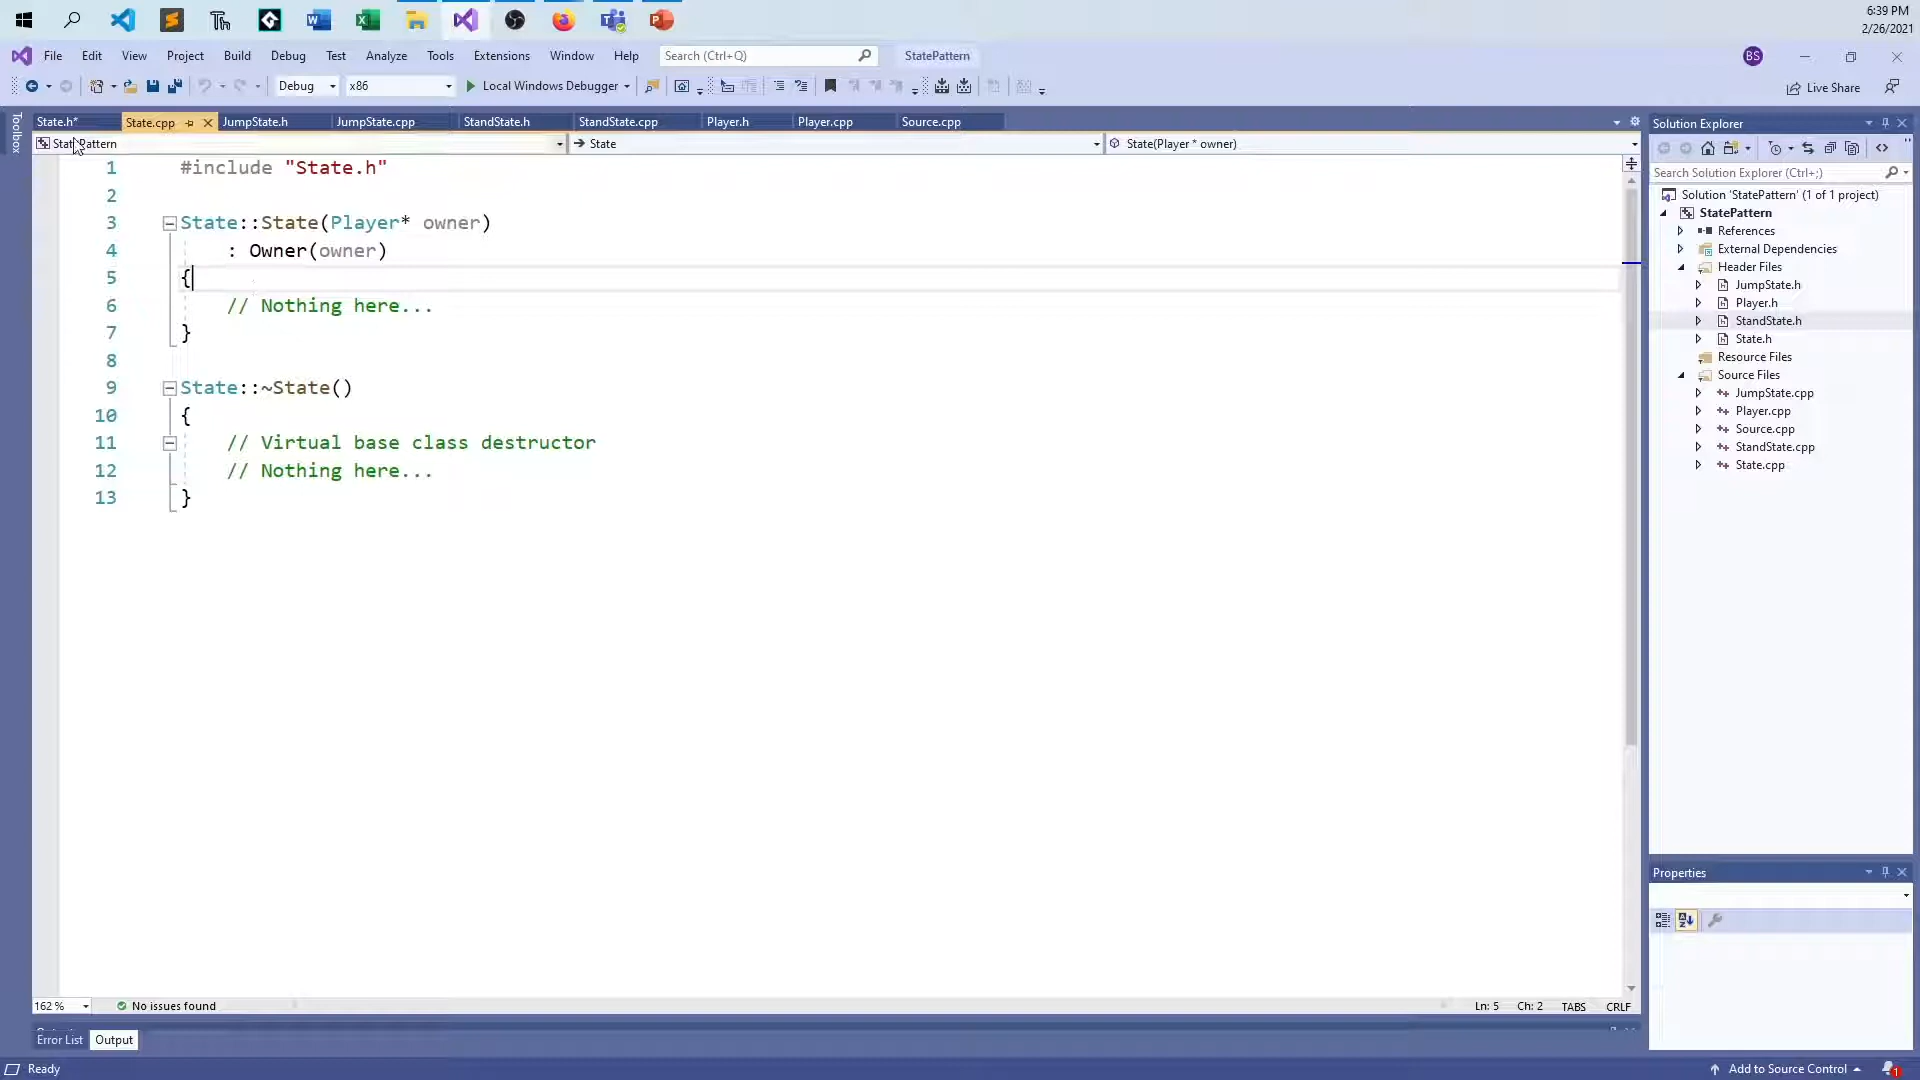 6:39 PM
2/26/2021
File Edit View Project Build Debug Test Analyze Tools Extensions Window Help Search (Ctrl+Q) StatePattern BS
Debug x86 Local Windows Debugger Live Share
Toolbox
State.h* State.cpp JumpState.h JumpState.cpp StandState.h StandState.cpp Player.h Player.cpp Source.cpp
StatePattern State State(Player * owner)
1 #include "State.h"
2
3 State::State(Player* owner)
4 : Owner(owner)
5 {
6 // Nothing here...
7 }
8
9 State::~State()
10 {
11 // Virtual base class destructor
12 // Nothing here...
13 }
162 % No issues found Ln: 5 Ch: 2 TABS CRLF
Error List Output
Ready Add to Source Control 1
Solution Explorer
Search Solution Explorer (Ctrl+;)
Solution 'StatePattern' (1 of 1 project)
StatePattern
References
External Dependencies
Header Files
JumpState.h
Player.h
StandState.h
State.h
Resource Files
Source Files
JumpState.cpp
Player.cpp
Source.cpp
StandState.cpp
State.cpp
Properties